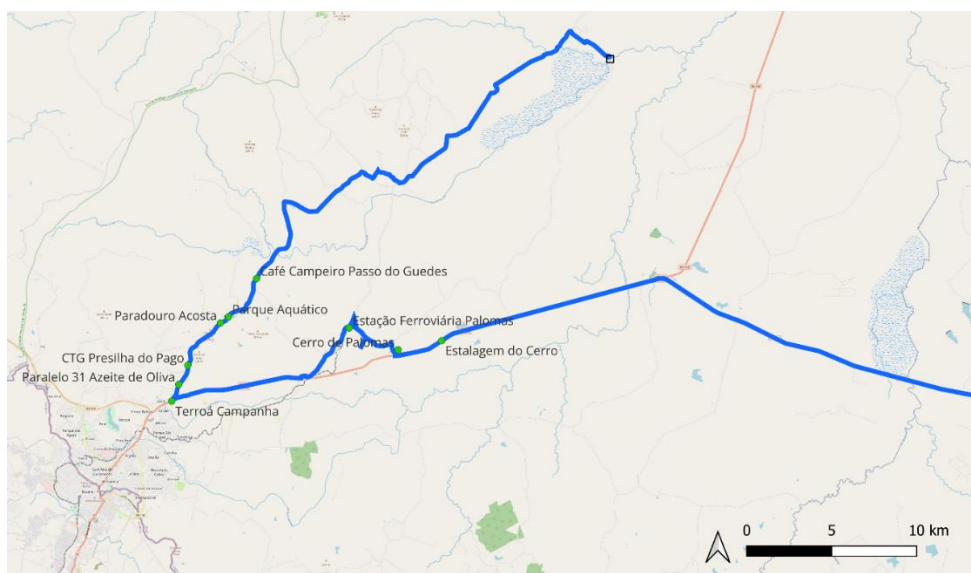 Café Campeiro Passo do Guedes
Parque Aquático
Paradouro Acosta
Estação Ferroviária Palomas
Cerro de Palomas
Estalagem do Cerro
CTG Presilha do Pago
Paralelo 31 Azeite de Oliva
Terroá Campanha
0 5 10 km